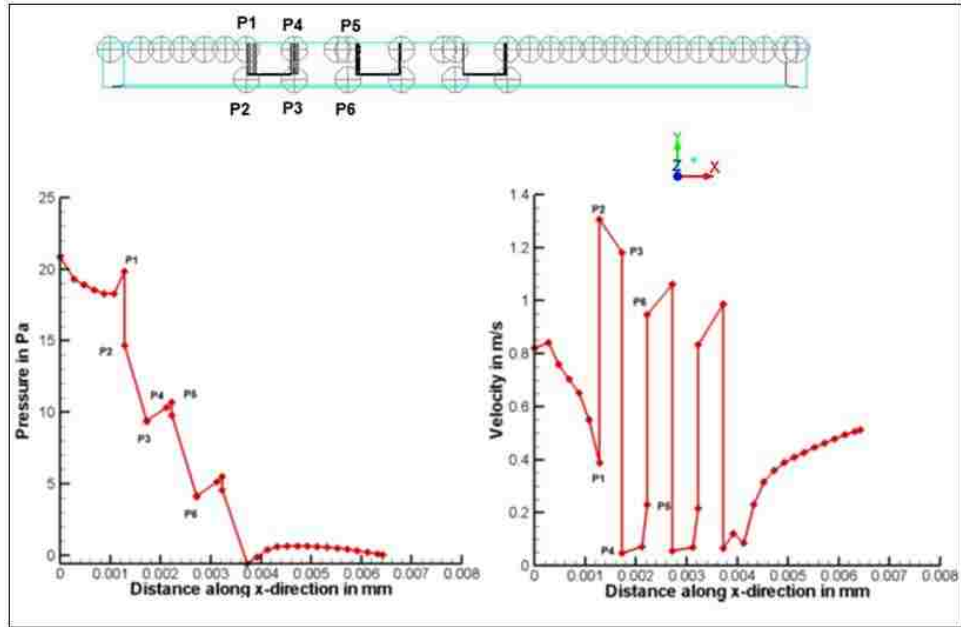 P1 P4 P5
P2 P3 P6
Y
Z X
25
20
15
10
5
0
Pressure in Pa
P1
P2
P4 P5
P3
P6
0 0.001 0.002 0.003 0.004 0.005 0.006 0.007 0.008
Distance along x-direction in mm
1.4
1.2
1
0.8
0.6
0.4
0.2
0
Velocity in m/s
P2
P3
P6
P1
P5
P4
0 0.001 0.002 0.003 0.004 0.005 0.006 0.007 0.008
Distance along x-direction in mm